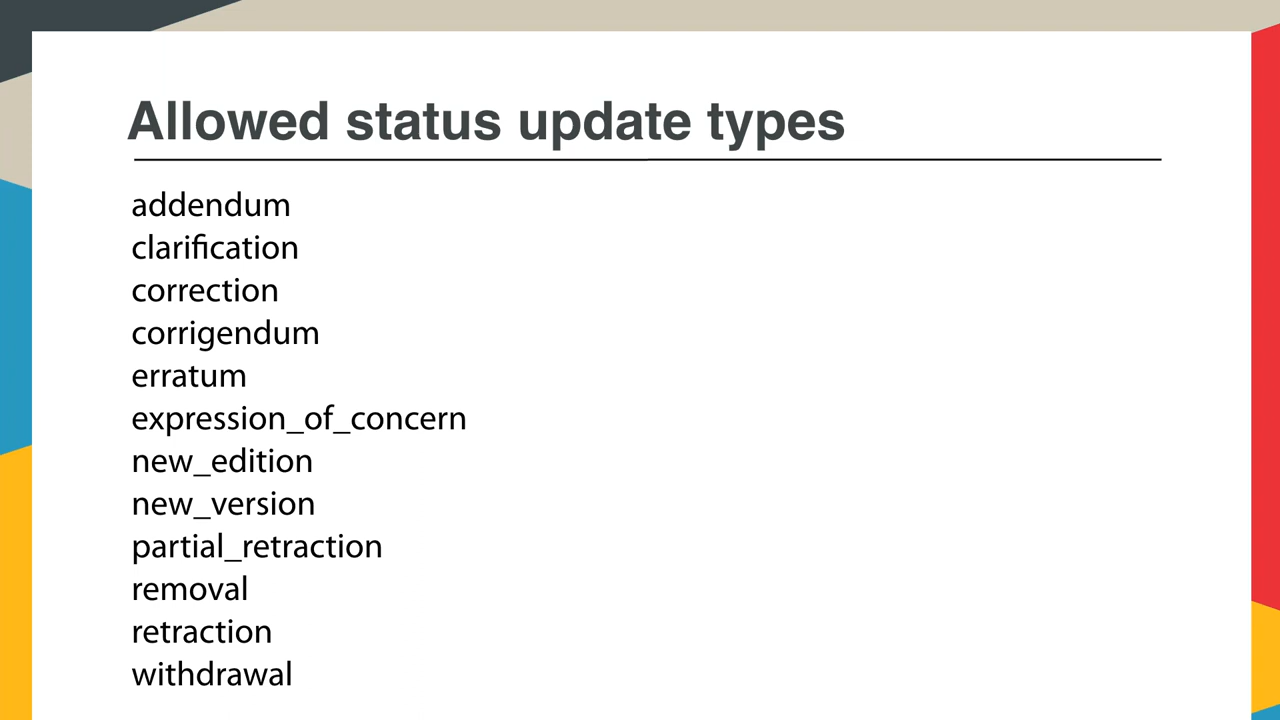 Allowed status update types
addendum
clarification
correction
corrigendum
erratum
expression_of_concern
new_edition
new_version
partial_retraction
removal
retraction
withdrawal